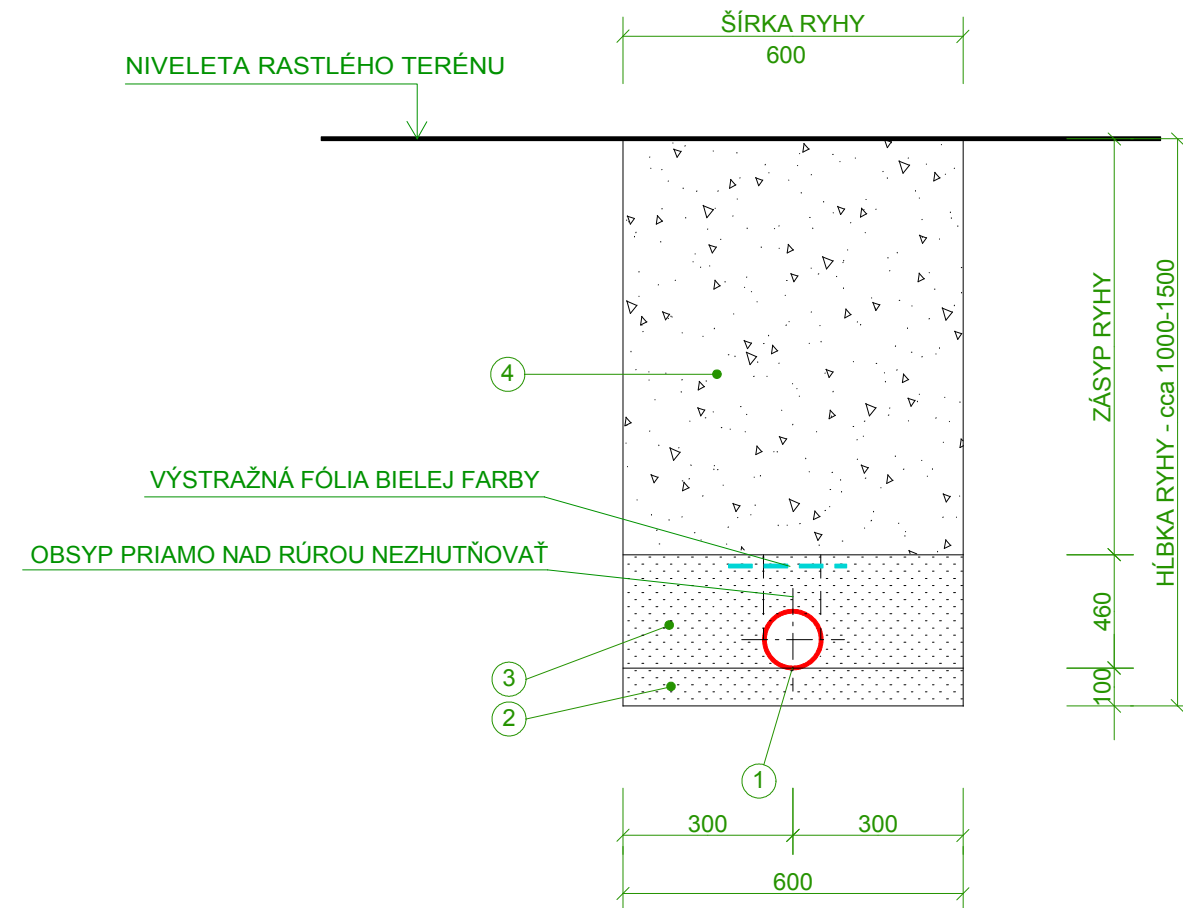 ŠÍRKA RYHY
600
NIVELETA RASTLÉHO TERÉNU
ZÁSYP RYHY
HĹBKA RYHY - cca 1000-1500
4
VÝSTRAŽNÁ FÓLIA BIELEJ FARBY
OBSYP PRIAMO NAD RÚROU NEZHUTŇOVAŤ
460
3
100
2
1
300
300
600